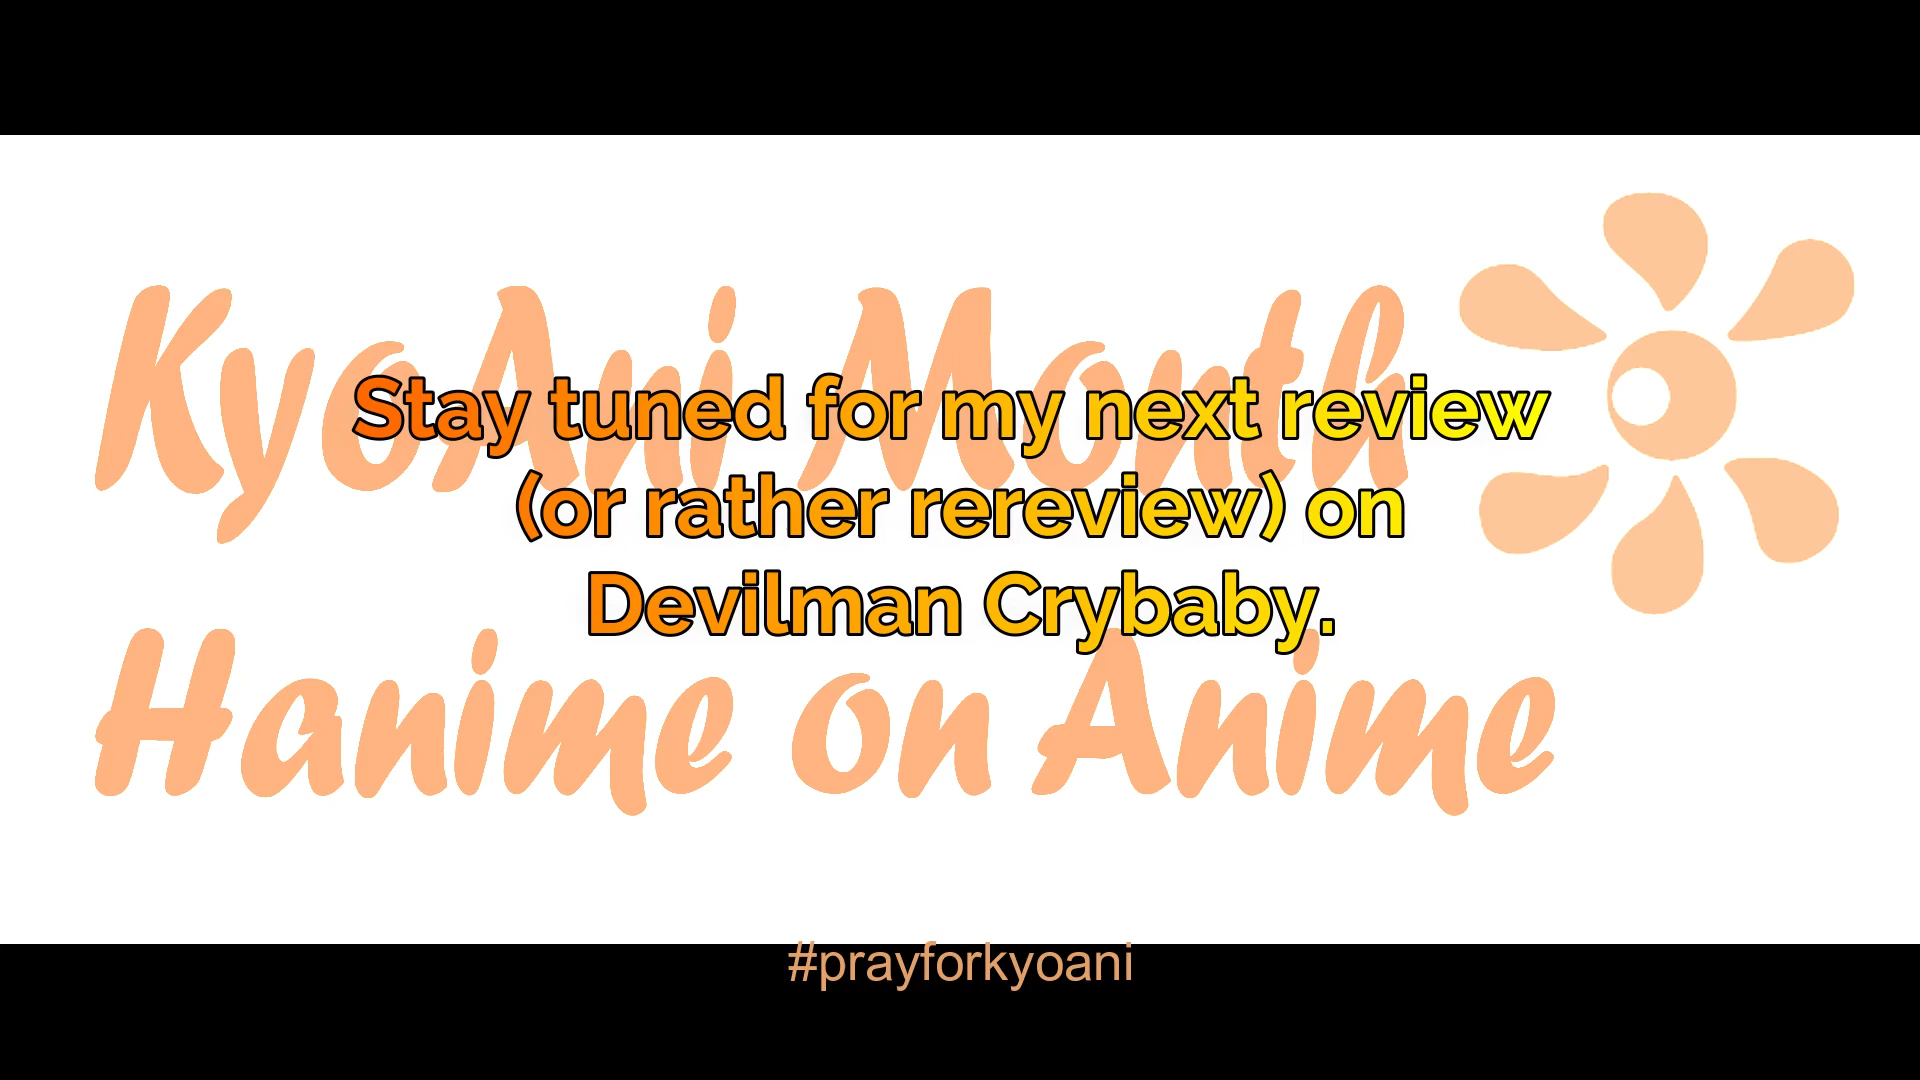 KyoAni Month
Stay tuned for my next review
(or rather rereview) on
Devilman Crybaby.
Hanime on Anime
#prayforkyoani